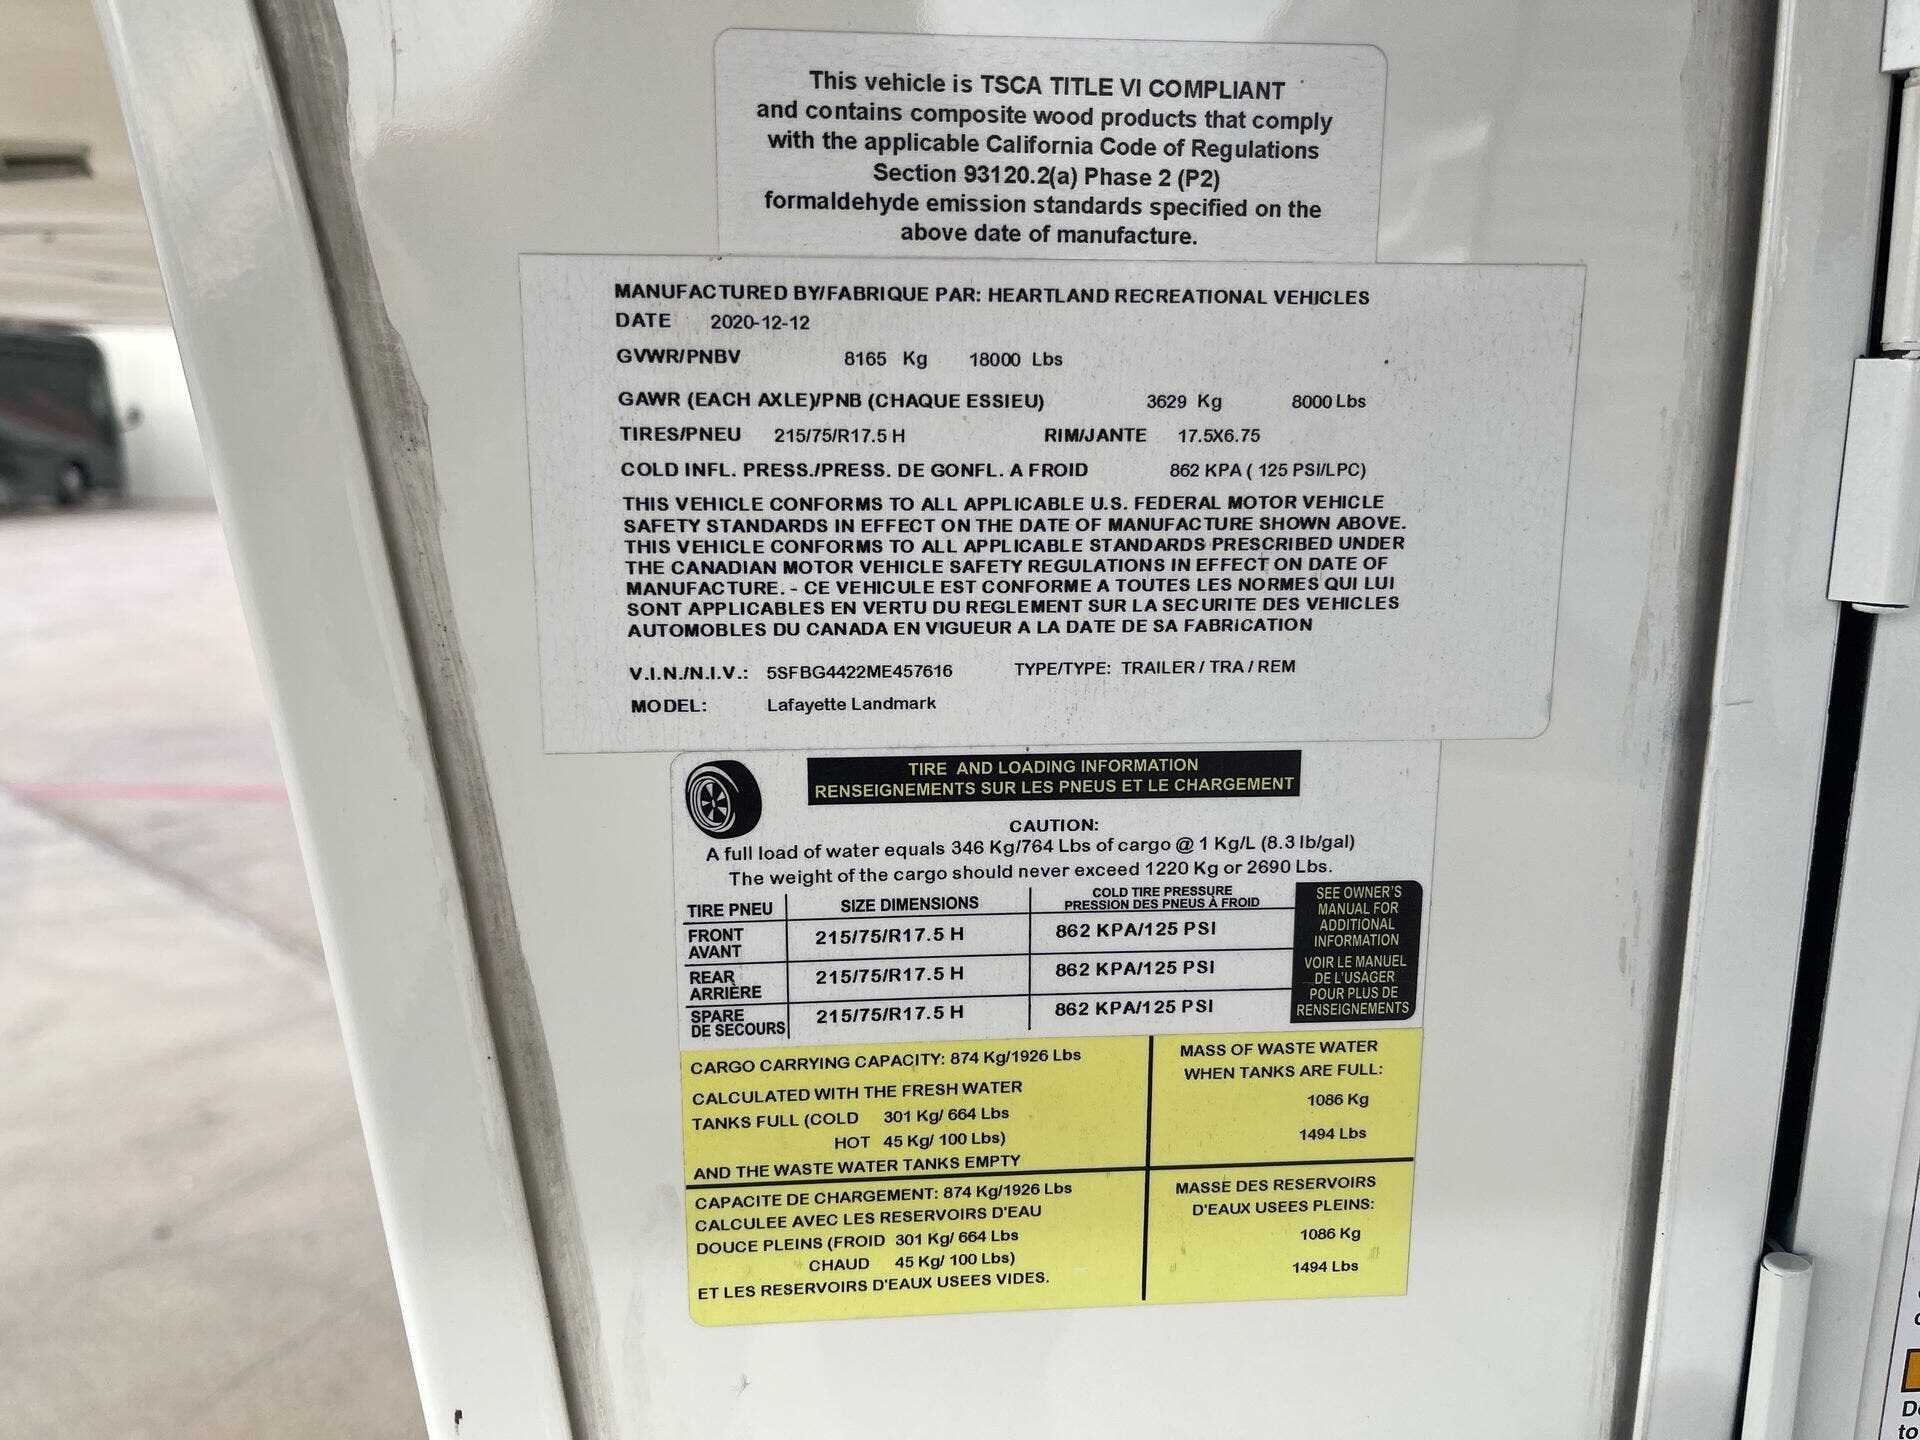 This vehicle is TSCA TITLE VI COMPLIANT
and contains composite wood products that comply
with the applicable California Code of Regulations
Section 93120.2(a) Phase 2 (P2)
formaldehyde emission standards specified on the
above date of manufacture.
MANUFACTURED BY/FABRIQUE PAR: HEARTLAND RECREATIONAL VEHICLES
DATE 2020-12-12
GVWR/PNBV 8165 Kg 18000 Lbs
GAWR (EACH AXLE)/PNB (CHAQUE ESSIEU) 3629 Kg 8000 Lbs
TIRES/PNEU 215/75/R17.5 H RIM/JANTE 17.5X6.75
COLD INFL. PRESS./PRESS. DE GONFL. A FROID 862 KPA ( 125 PSI/LPC)
THIS VEHICLE CONFORMS TO ALL APPLICABLE U.S. FEDERAL MOTOR VEHICLE
SAFETY STANDARDS IN EFFECT ON THE DATE OF MANUFACTURE SHOWN ABOVE.
THIS VEHICLE CONFORMS TO ALL APPLICABLE STANDARDS PRESCRIBED UNDER
THE CANADIAN MOTOR VEHICLE SAFETY REGULATIONS IN EFFECT ON DATE OF
MANUFACTURE. - CE VEHICULE EST CONFORME A TOUTES LES NORMES QUI LUI
SONT APPLICABLES EN VERTU DU REGLEMENT SUR LA SECURITE DES VEHICLES
AUTOMOBLES DU CANADA EN VIGUEUR A LA DATE DE SA FABRICATION
V.I.N./N.I.V.: 5SFBG4422ME457616 TYPE/TYPE: TRAILER / TRA / REM
MODEL: Lafayette Landmark
TIRE AND LOADING INFORMATION
RENSEIGNEMENTS SUR LES PNEUS ET LE CHARGEMENT
CAUTION:
A full load of water equals 346 Kg/764 Lbs of cargo @ 1 Kg/L (8.3 lb/gal)
The weight of the cargo should never exceed 1220 Kg or 2690 Lbs.
TIRE PNEU SIZE DIMENSIONS COLD TIRE PRESSURE
PRESSION DES PNEUS À FROID
FRONT
AVANT 215/75/R17.5 H 862 KPA/125 PSI
REAR
ARRIÈRE 215/75/R17.5 H 862 KPA/125 PSI
SPARE
DE SECOURS 215/75/R17.5 H 862 KPA/125 PSI
SEE OWNER'S
MANUAL FOR
ADDITIONAL
INFORMATION
VOIR LE MANUEL
DE L'USAGER
POUR PLUS DE
RENSEIGNEMENTS
CARGO CARRYING CAPACITY: 874 Kg/1926 Lbs
CALCULATED WITH THE FRESH WATER
TANKS FULL (COLD 301 Kg/ 664 Lbs
HOT 45 Kg/ 100 Lbs)
AND THE WASTE WATER TANKS EMPTY
MASS OF WASTE WATER
WHEN TANKS ARE FULL:
1086 Kg
1494 Lbs
CAPACITE DE CHARGEMENT: 874 Kg/1926 Lbs
CALCULEE AVEC LES RESERVOIRS D'EAU
DOUCE PLEINS (FROID 301 Kg/ 664 Lbs
CHAUD 45 Kg/ 100 Lbs)
ET LES RESERVOIRS D'EAUX USEES VIDES.
MASSE DES RESERVOIRS
D'EAUX USEES PLEINS:
1086 Kg
1494 Lbs